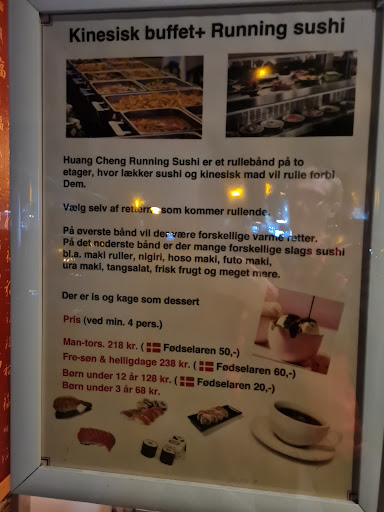 Kinesisk buffet+ Running sushi
Huang Cheng Running Sushi er et rullebånd på to
etager, hvor lækker sushi og kinesisk mad vil rulle forbi
Dem.
Vælg selv af retterne som kommer rullende.
På øverste bånd vil der være forskellige varme retter.
På det nederste bånd er der mange forskellige slags sushi
bl.a. maki ruller, nigiri, hoso maki, futo maki,
ura maki, tangsalat, frisk frugt og meget mere.
Der er is og kage som dessert
Pris (ved min. 4 pers.)
Man-tors. 218 kr. ( Fødselaren 50,-)
Fre-søn & helligdage 238 kr. ( Fødselaren 60,-)
Børn under 12 år 128 kr. ( Fødselaren 20,-)
Børn under 3 år 68 kr.